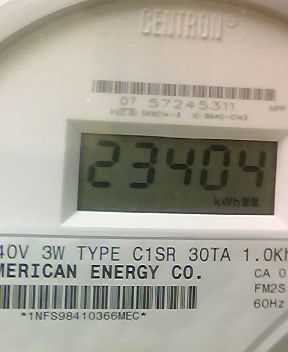 CENTRON®
07 57245311
23404
kWh
40V 3W TYPE C1SR 30TA 1.0Kh
MERICAN ENERGY CO.
CA 0
FM2S
60Hz
*1NFS98410366MEC*